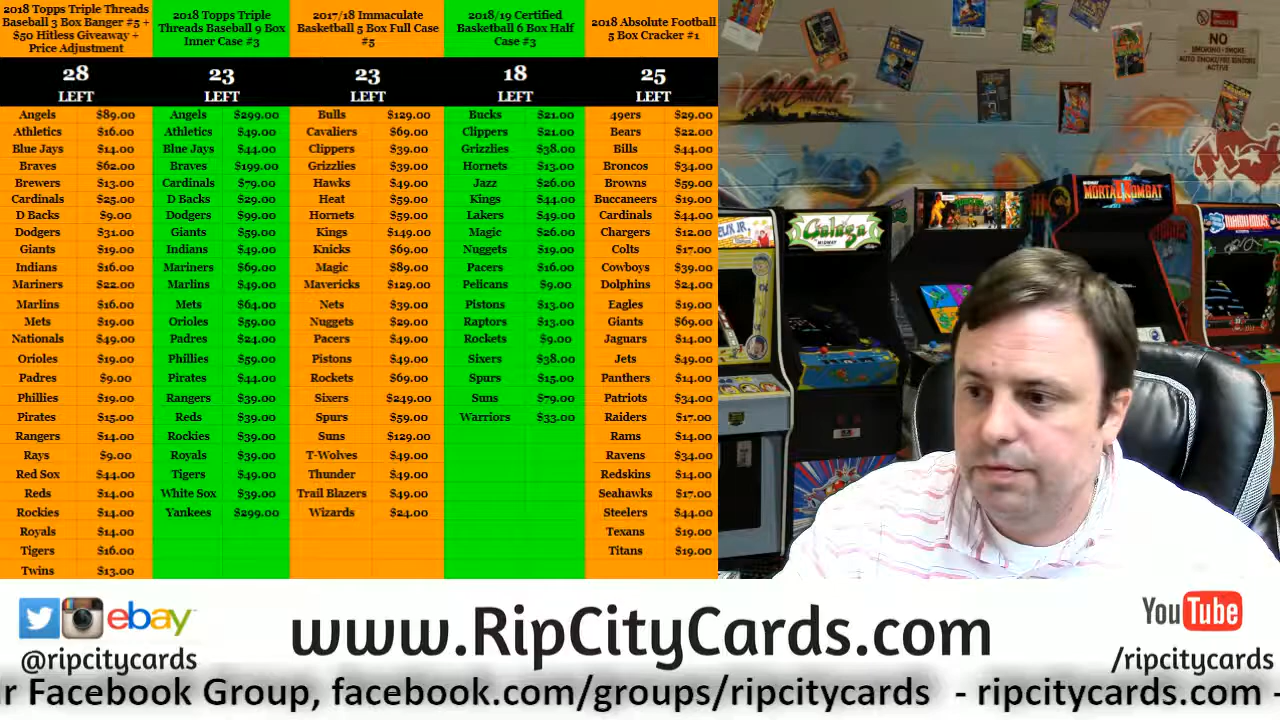 2018 Topps Triple Threads
Baseball 3 Box Banger #5 +
$50 Hitless Giveaway +
Price Adjustment
28
LEFT
Angels $89.00
Athletics $16.00
Blue Jays $14.00
Braves $62.00
Brewers $13.00
Cardinals $25.00
D Backs $9.00
Dodgers $31.00
Giants $19.00
Indians $16.00
Mariners $22.00
Marlins $16.00
Mets $19.00
Nationals $49.00
Orioles $19.00
Padres $9.00
Phillies $19.00
Pirates $15.00
Rangers $14.00
Rays $9.00
Red Sox $44.00
Reds $14.00
Rockies $14.00
Royals $14.00
Tigers $16.00
Twins $13.00
2018 Topps Triple
Threads Baseball 9 Box
Inner Case #3
23
LEFT
Angels $299.00
Athletics $49.00
Blue Jays $44.00
Braves $199.00
Cardinals $79.00
D Backs $29.00
Dodgers $99.00
Giants $59.00
Indians $49.00
Mariners $69.00
Marlins $49.00
Mets $64.00
Orioles $59.00
Padres $24.00
Phillies $59.00
Pirates $44.00
Rangers $39.00
Reds $39.00
Rockies $39.00
Royals $39.00
Tigers $49.00
White Sox $39.00
Yankees $299.00
2017/18 Immaculate
Basketball 5 Box Full Case
#5
23
LEFT
Bulls $129.00
Cavaliers $69.00
Clippers $39.00
Grizzlies $39.00
Hawks $49.00
Heat $59.00
Hornets $59.00
Kings $149.00
Knicks $69.00
Magic $89.00
Mavericks $129.00
Nets $39.00
Nuggets $29.00
Pacers $49.00
Pistons $49.00
Rockets $69.00
Sixers $249.00
Spurs $59.00
Suns $129.00
T-Wolves $49.00
Thunder $49.00
Trail Blazers $49.00
Wizards $24.00
2018/19 Certified
Basketball 6 Box Half
Case #3
18
LEFT
Bucks $21.00
Clippers $21.00
Grizzlies $38.00
Hornets $13.00
Jazz $26.00
Kings $44.00
Lakers $49.00
Magic $26.00
Nuggets $19.00
Pacers $16.00
Pelicans $9.00
Pistons $13.00
Raptors $13.00
Rockets $9.00
Sixers $38.00
Spurs $15.00
Suns $79.00
Warriors $33.00
2018 Absolute Football
5 Box Cracker #1
25
LEFT
49ers $29.00
Bears $22.00
Bills $44.00
Broncos $34.00
Browns $59.00
Buccaneers $19.00
Cardinals $44.00
Chargers $12.00
Colts $17.00
Cowboys $39.00
Dolphins $24.00
Eagles $19.00
Giants $69.00
Jaguars $14.00
Jets $49.00
Panthers $14.00
Patriots $34.00
Raiders $17.00
Rams $14.00
Ravens $34.00
Redskins $14.00
Seahawks $17.00
Steelers $44.00
Texans $19.00
Titans $19.00
NO
ACTIVE
Galaga
MIDWAY
MORTAL KOMBAT
MARIO BROS.
ebay
@ripcitycards
www.RipCityCards.com
YouTube
/ripcitycards
r Facebook Group, facebook.com/groups/ripcitycards - ripcitycards.com -